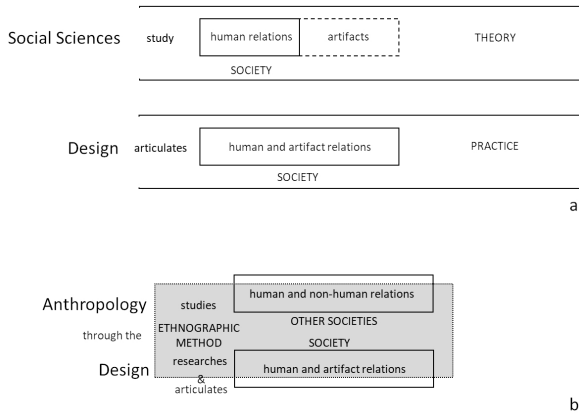 Social Sciences study human relations artifacts THEORY
SOCIETY
Design articulates human and artifact relations PRACTICE
SOCIETY
a
Anthropology studies human and non-human relations
through the ETHNOGRAPHIC METHOD OTHER SOCIETIES
SOCIETY
Design researches & articulates human and artifact relations
b